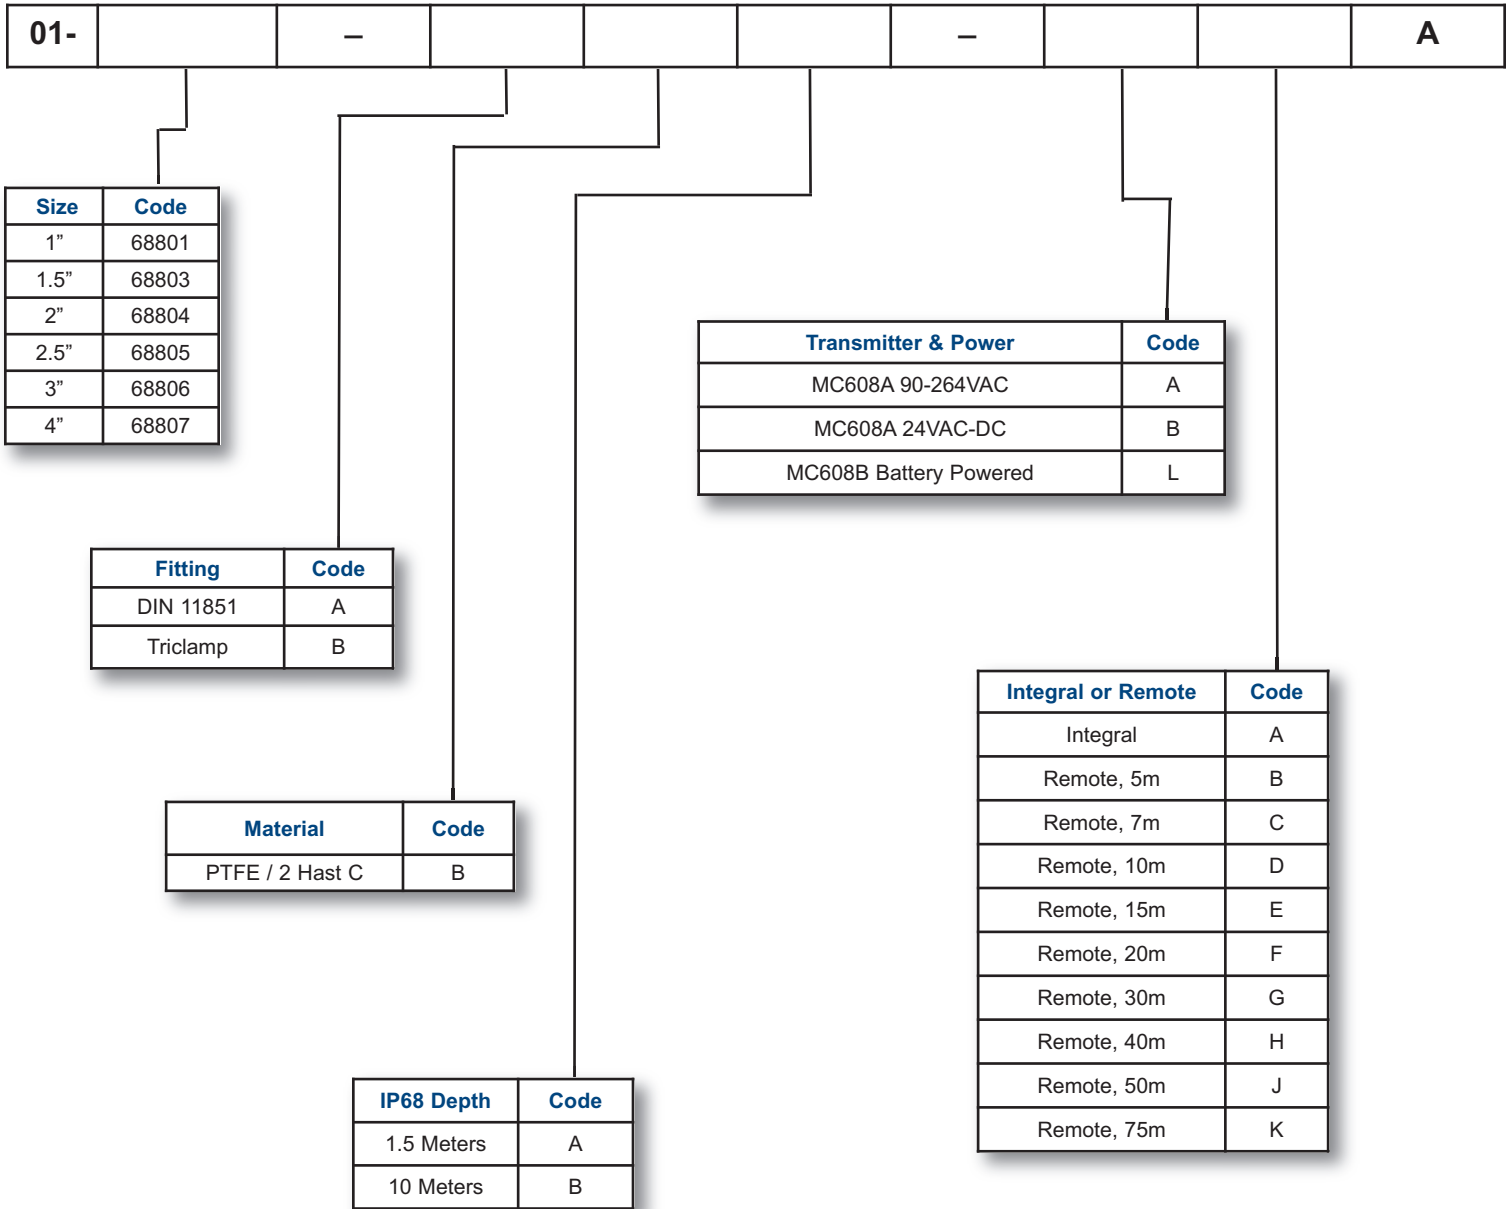 01- – – A
Size Code
1” 68801
1.5” 68803
2” 68804
2.5” 68805
3” 68806
4” 68807
Transmitter & Power Code
MC608A 90-264VAC A
MC608A 24VAC-DC B
MC608B Battery Powered L
Fitting Code
DIN 11851 A
Triclamp B
Integral or Remote Code
Integral A
Remote, 5m B
Remote, 7m C
Remote, 10m D
Remote, 15m E
Remote, 20m F
Remote, 30m G
Remote, 40m H
Remote, 50m J
Remote, 75m K
Material Code
PTFE / 2 Hast C B
IP68 Depth Code
1.5 Meters A
10 Meters B